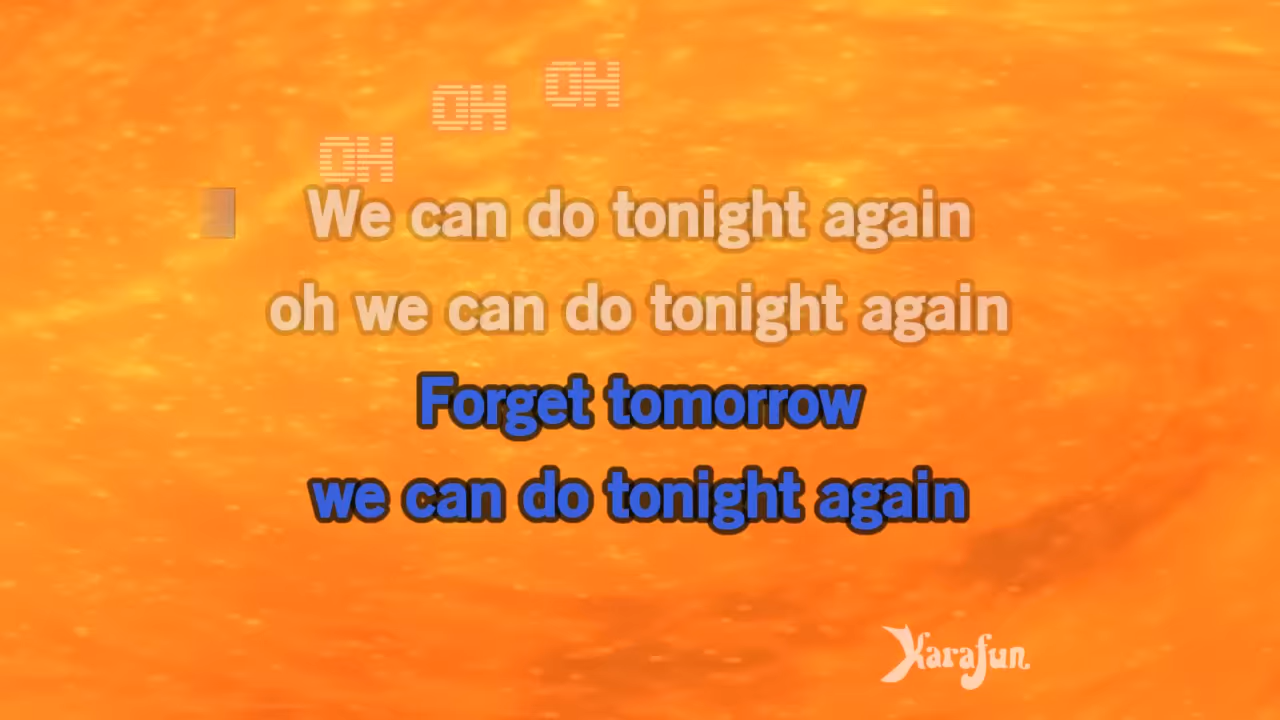 OH
OH
OH
We can do tonight again
oh we can do tonight again
Forget tomorrow
we can do tonight again
Karafun